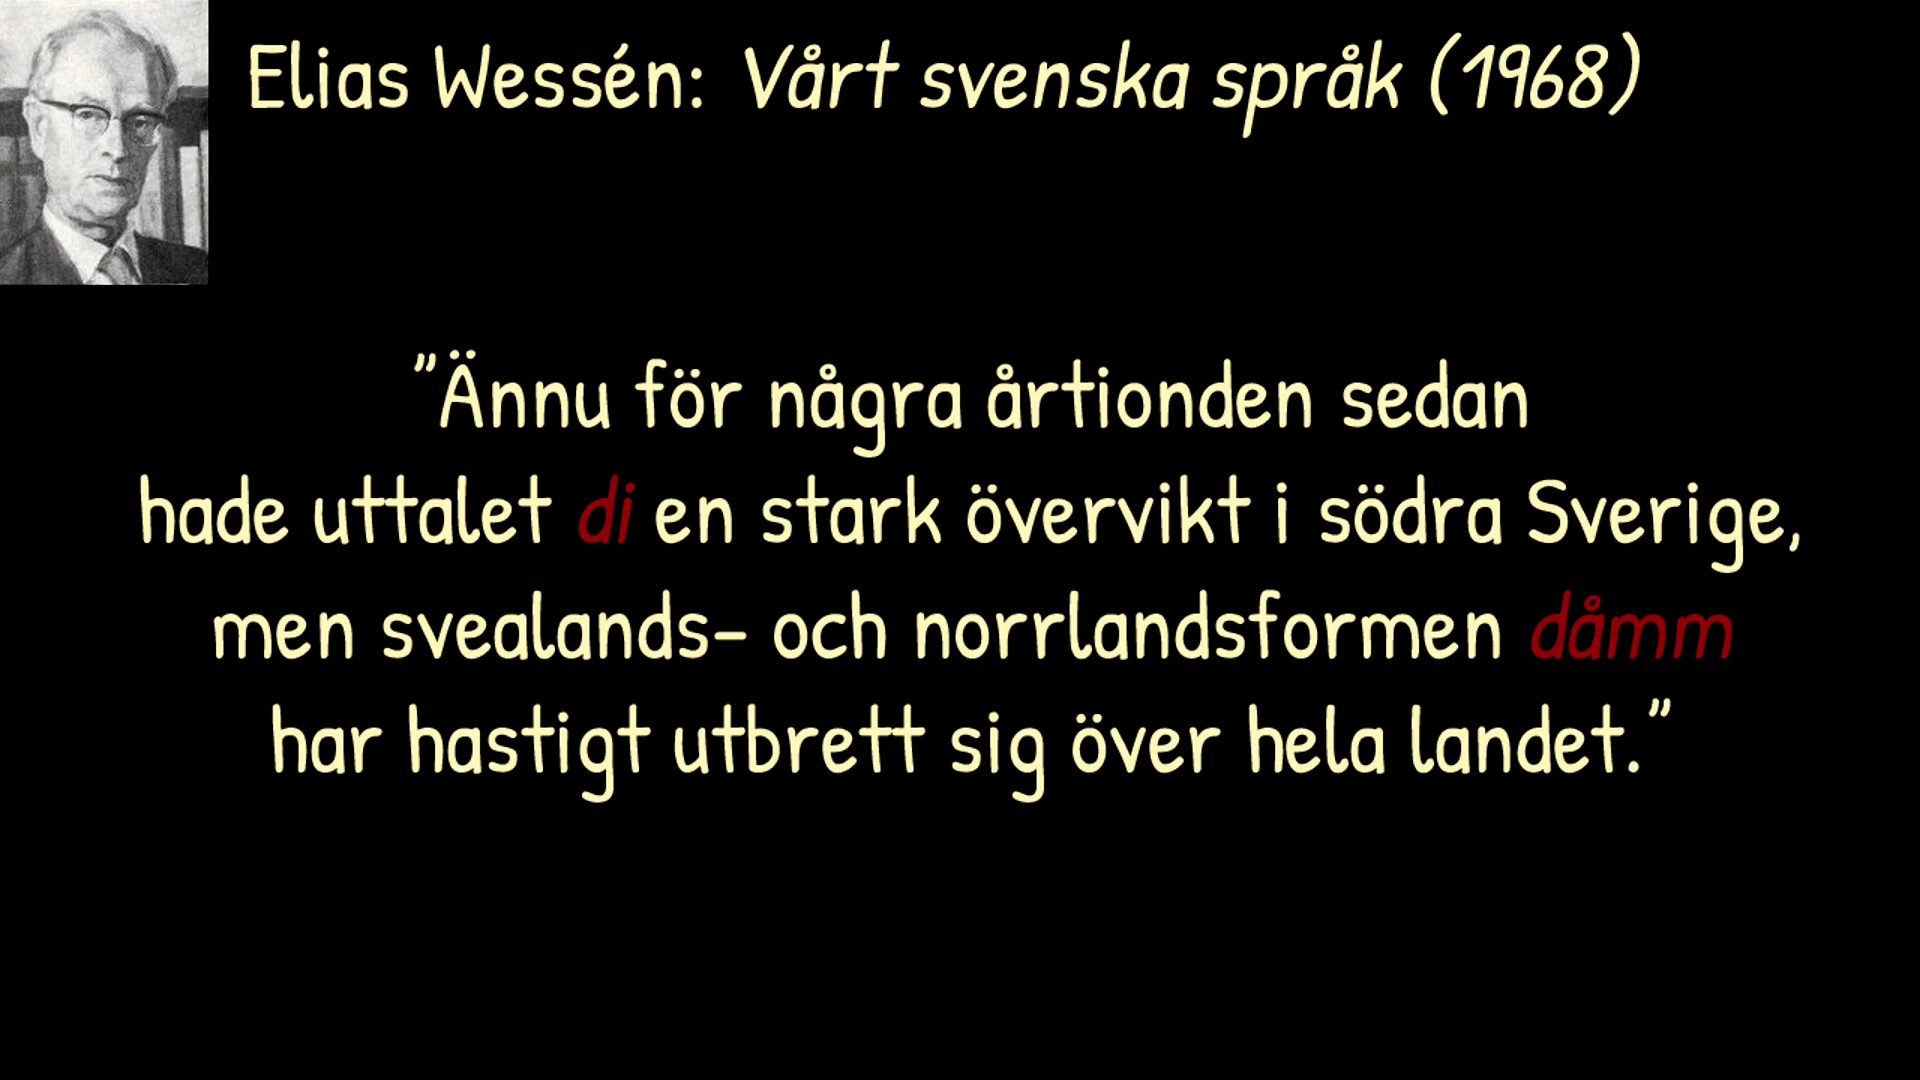 Elias Wessén: Vårt svenska språk (1968)
”Ännu för några årtionden sedan
hade uttalet di en stark övervikt i södra Sverige,
men svealands- och norrlandsformen dåmm
har hastigt utbrett sig över hela landet.”